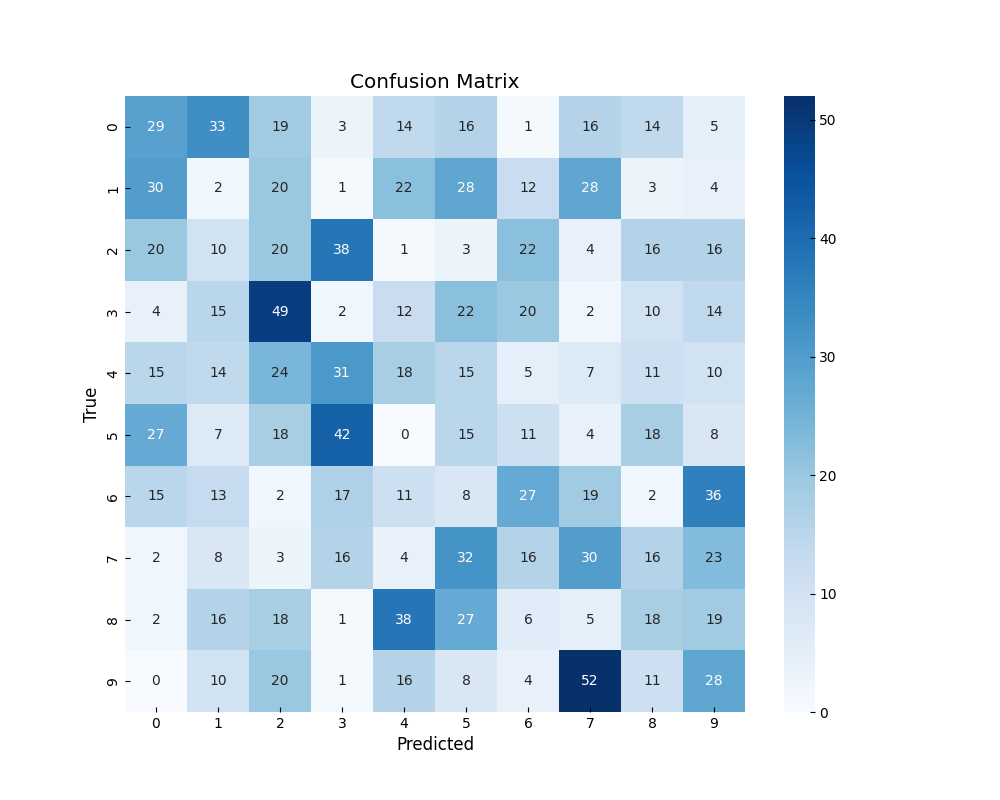 Confusion Matrix
0 29 33 19 3 14 16 1 16 14 5
1 30 2 20 1 22 28 12 28 3 4
2 20 10 20 38 1 3 22 4 16 16
3 4 15 49 2 12 22 20 2 10 14
4 15 14 24 31 18 15 5 7 11 10
5 27 7 18 42 0 15 11 4 18 8
6 15 13 2 17 11 8 27 19 2 36
7 2 8 3 16 4 32 16 30 16 23
8 2 16 18 1 38 27 6 5 18 19
9 0 10 20 1 16 8 4 52 11 28
0 1 2 3 4 5 6 7 8 9
Predicted
True
50
40
30
20
10
0